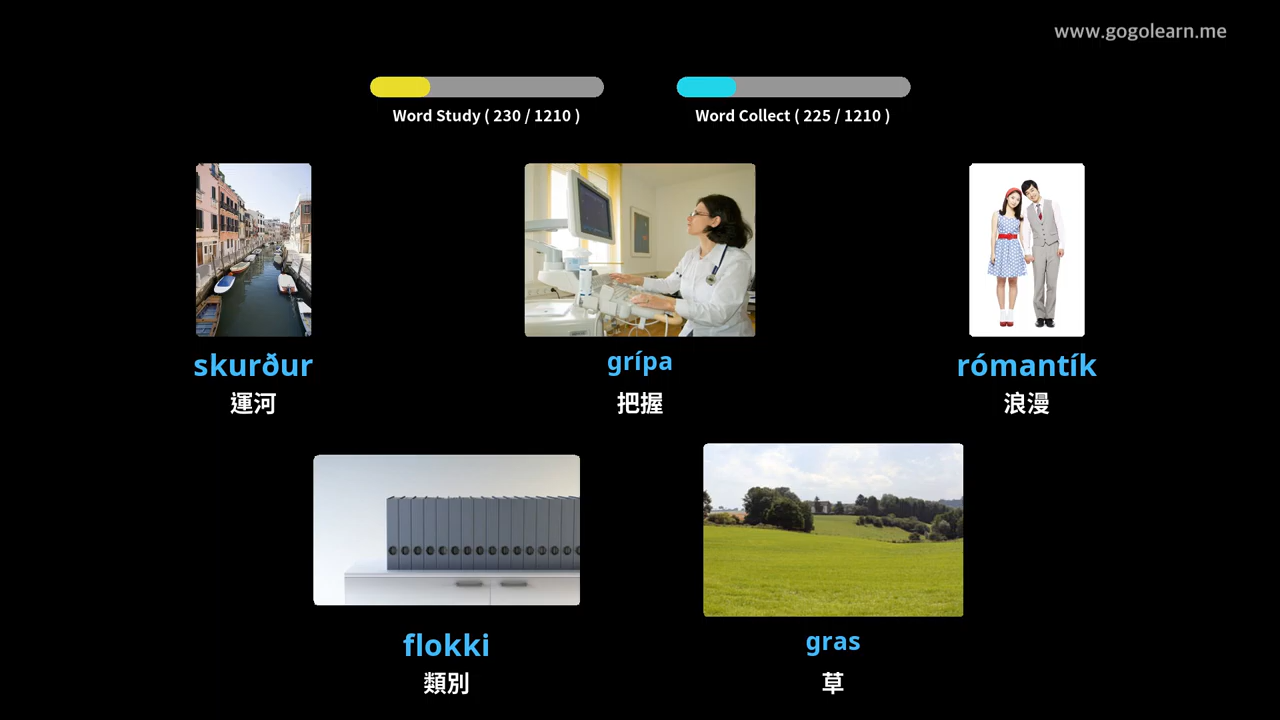 www.gogolearn.me
Word Study ( 230 / 1210 )
Word Collect ( 225 / 1210 )
skurður
運河
grípa
把握
rómantík
浪漫
flokki
類別
gras
草